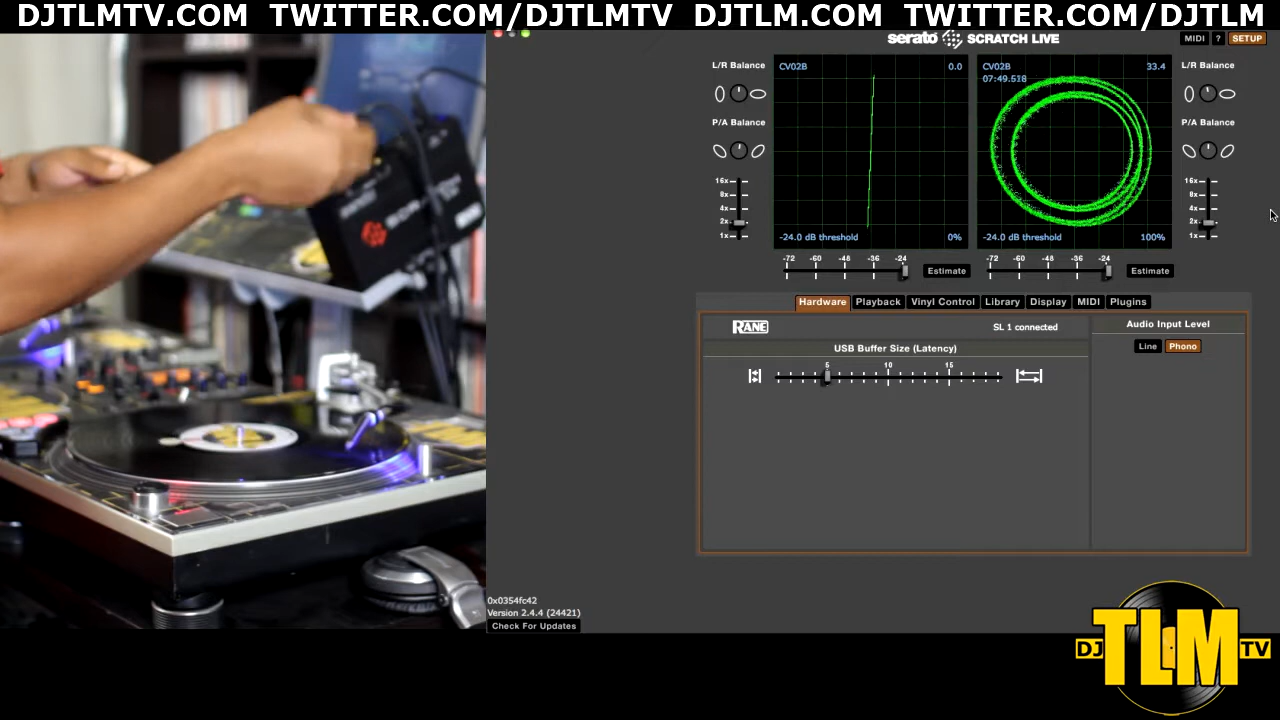 DJTLMTV.COM TWITTER.COM/DJTLMTV DJTLM.COM TWITTER.COM/DJTLM
serato SCRATCH LIVE
MIDI ? SETUP
L/R Balance
P/A Balance
16x
8x
4x
2x
1x
CV02B 0.0
-24.0 dB threshold 0%
-72 -60 -48 -36 -24
Estimate
CV02B 33.4
07:49.518
-24.0 dB threshold 100%
-72 -60 -48 -36 -24
Estimate
L/R Balance
P/A Balance
16x
8x
4x
2x
1x
Hardware Playback Vinyl Control Library Display MIDI Plugins
RANE SL 1 connected
USB Buffer Size (Latency)
5 10 15
Audio Input Level
Line Phono
0x0354fc42
Version 2.4.4 (24421)
Check For Updates
DJ TLM TV